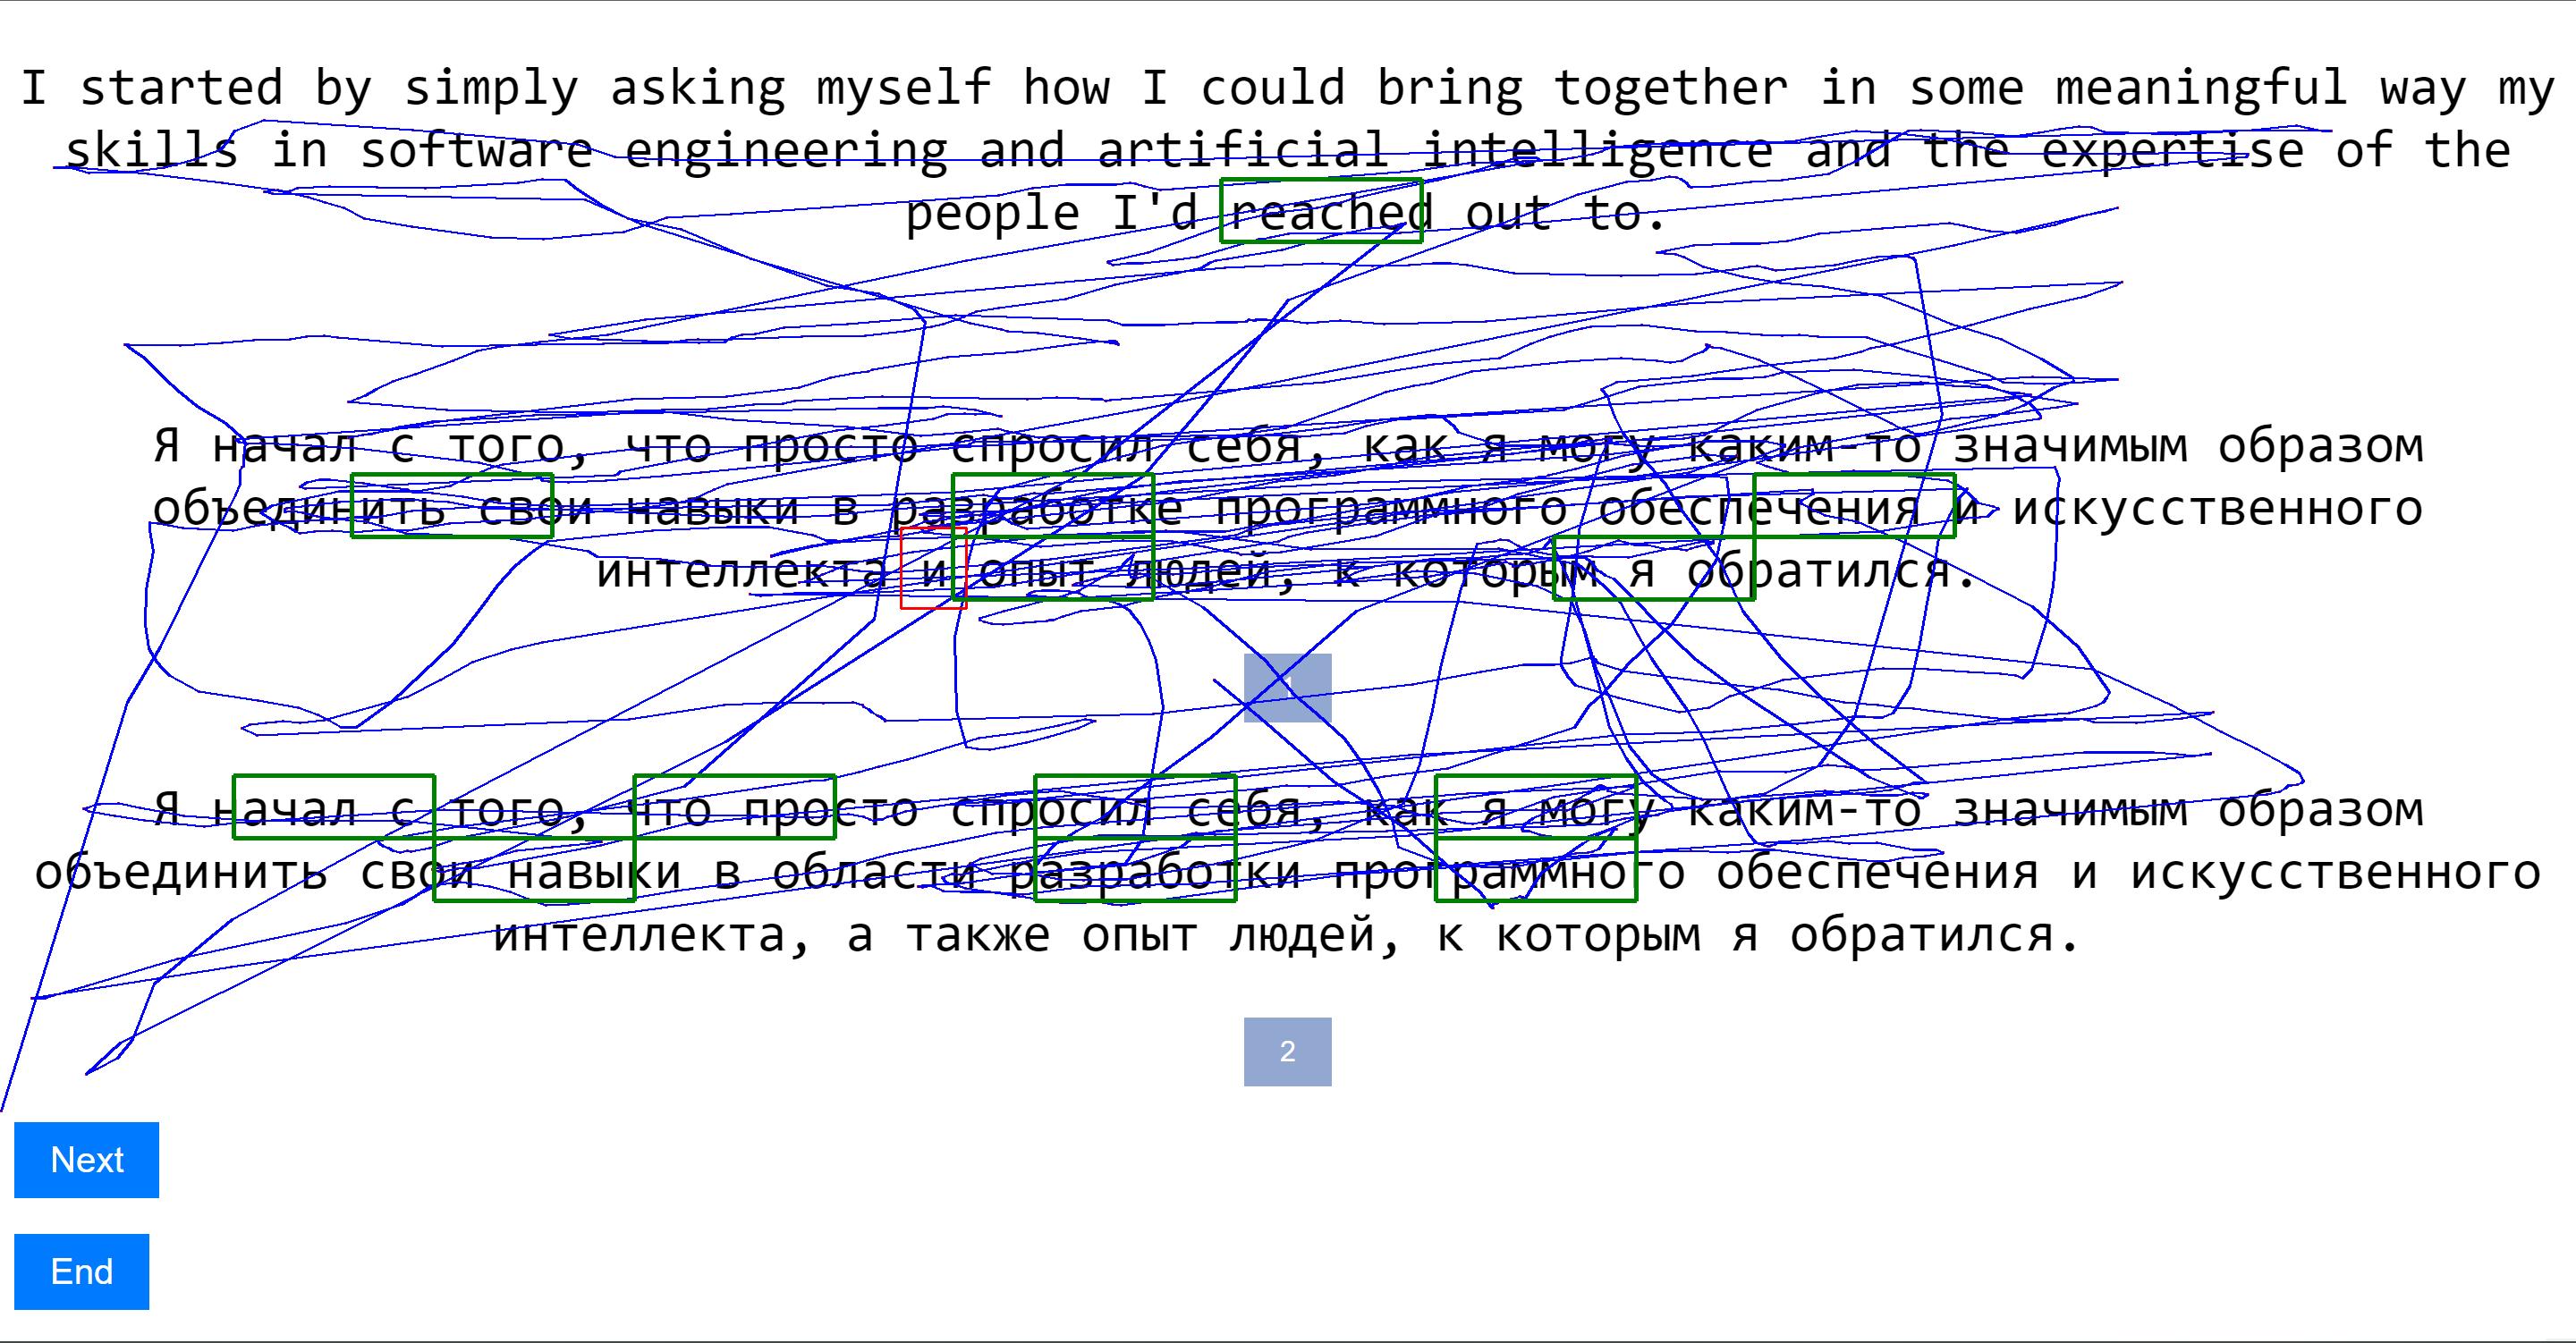 I started by simply asking myself how I could bring together in some meaningful way my
skills in software engineering and artificial intelligence and the expertise of the
people I'd reached out to.
Я начал с того, что просто спросил себя, как я могу каким-то значимым образом
объединить свои навыки в разработке программного обеспечения и искусственного
интеллекта и опыт людей, к которым я обратился.
1
Я начал с того, что просто спросил себя, как я могу каким-то значимым образом
объединить свои навыки в области разработки программного обеспечения и искусственного
интеллекта, а также опыт людей, к которым я обратился.
2
Next
End